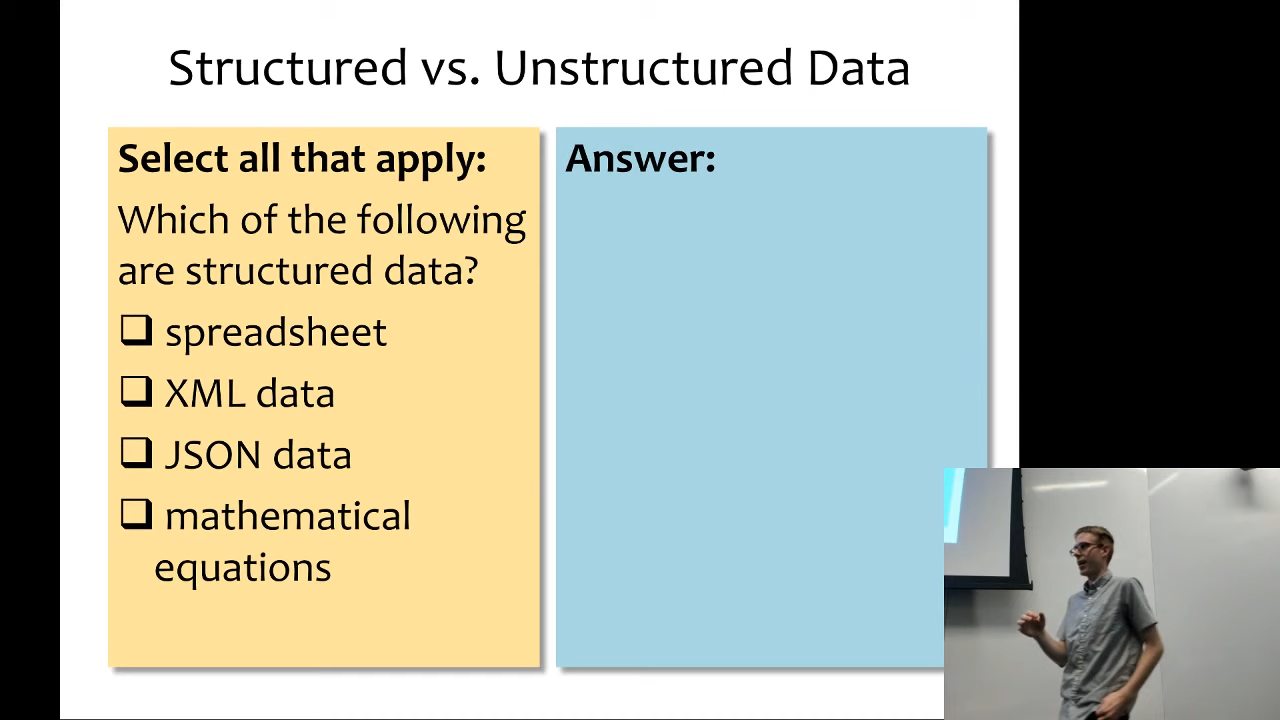 Structured vs. Unstructured Data
Select all that apply:
Which of the following
are structured data?
❑ spreadsheet
❑ XML data
❑ JSON data
❑ mathematical
equations
Answer: